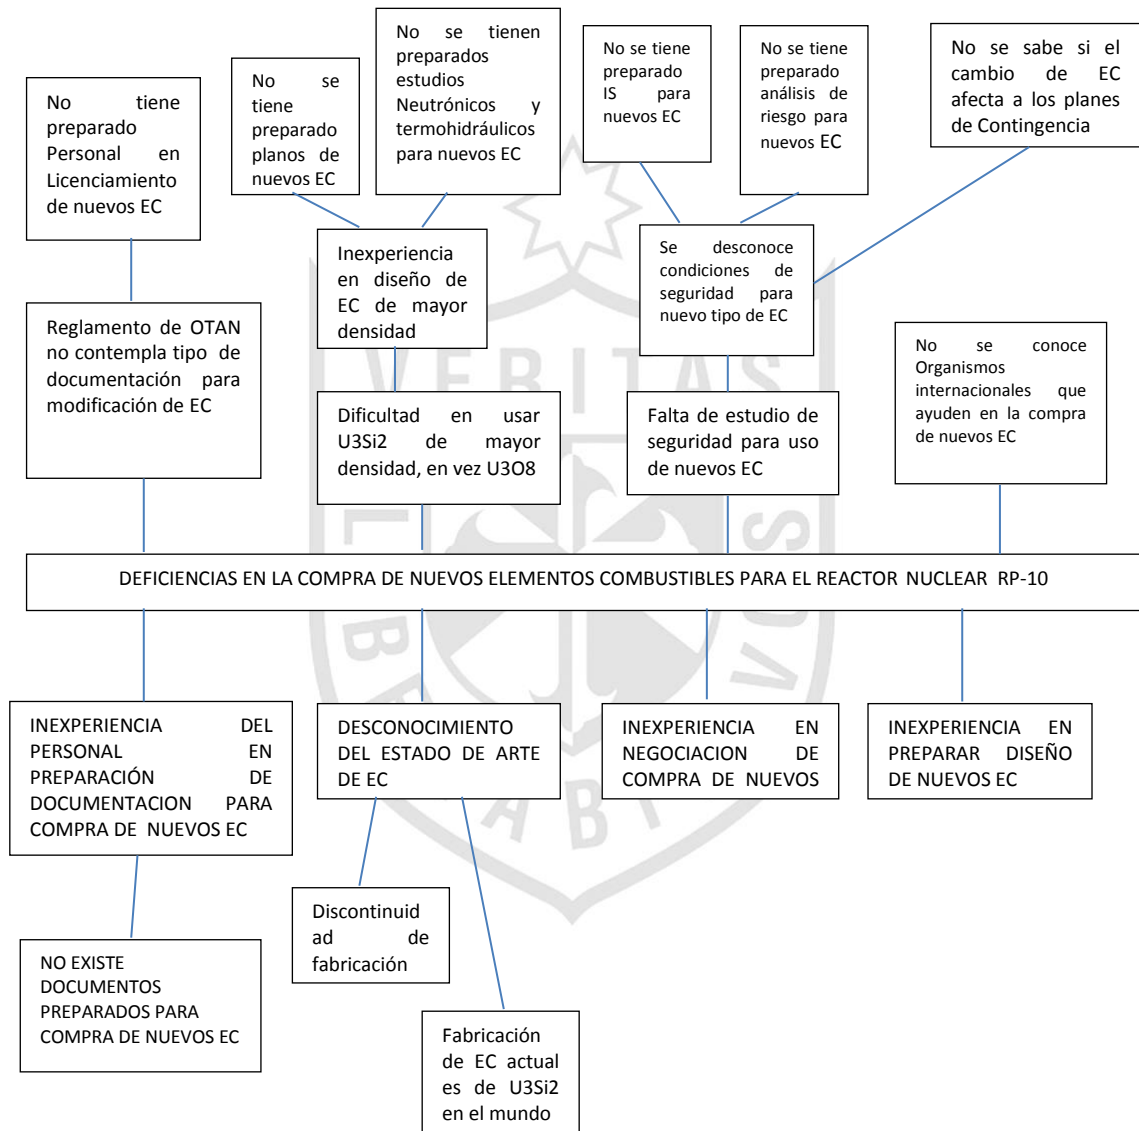 No se tienen
preparados
estudios
Neutrónicos y
termohidráulicos
para nuevos EC
No se tiene
preparado
IS para
nuevos EC
No se tiene
preparado
análisis de
riesgo para
nuevos EC
No se sabe si el
cambio de EC
afecta a los planes
de Contingencia
No se
tiene
preparado
planos de
nuevos EC
No tiene
preparado
Personal en
Licenciamiento
de nuevos EC
Inexperiencia
en diseño de
EC de mayor
densidad
Se desconoce
condiciones de
seguridad para
nuevo tipo de EC
Reglamento de OTAN
no contempla tipo de
documentación para
modificación de EC
No se conoce
Organismos
internacionales que
ayuden en la compra
de nuevos EC
Dificultad en usar
U3Si2 de mayor
densidad, en vez U3O8
Falta de estudio de
seguridad para uso
de nuevos EC
DEFICIENCIAS EN LA COMPRA DE NUEVOS ELEMENTOS COMBUSTIBLES PARA EL REACTOR NUCLEAR RP-10
INEXPERIENCIA DEL
PERSONAL EN
PREPARACIÓN DE
DOCUMENTACION PARA
COMPRA DE NUEVOS EC
DESCONOCIMIENTO
DEL ESTADO DE ARTE
DE EC
INEXPERIENCIA EN
NEGOCIACION DE
COMPRA DE NUEVOS
INEXPERIENCIA EN
PREPARAR DISEÑO
DE NUEVOS EC
Discontinuid
ad de
fabricación
NO EXISTE
DOCUMENTOS
PREPARADOS PARA
COMPRA DE NUEVOS EC
Fabricación
de EC actual
es de U3Si2
en el mundo
VERITAS
LIBE
ABI
VOS